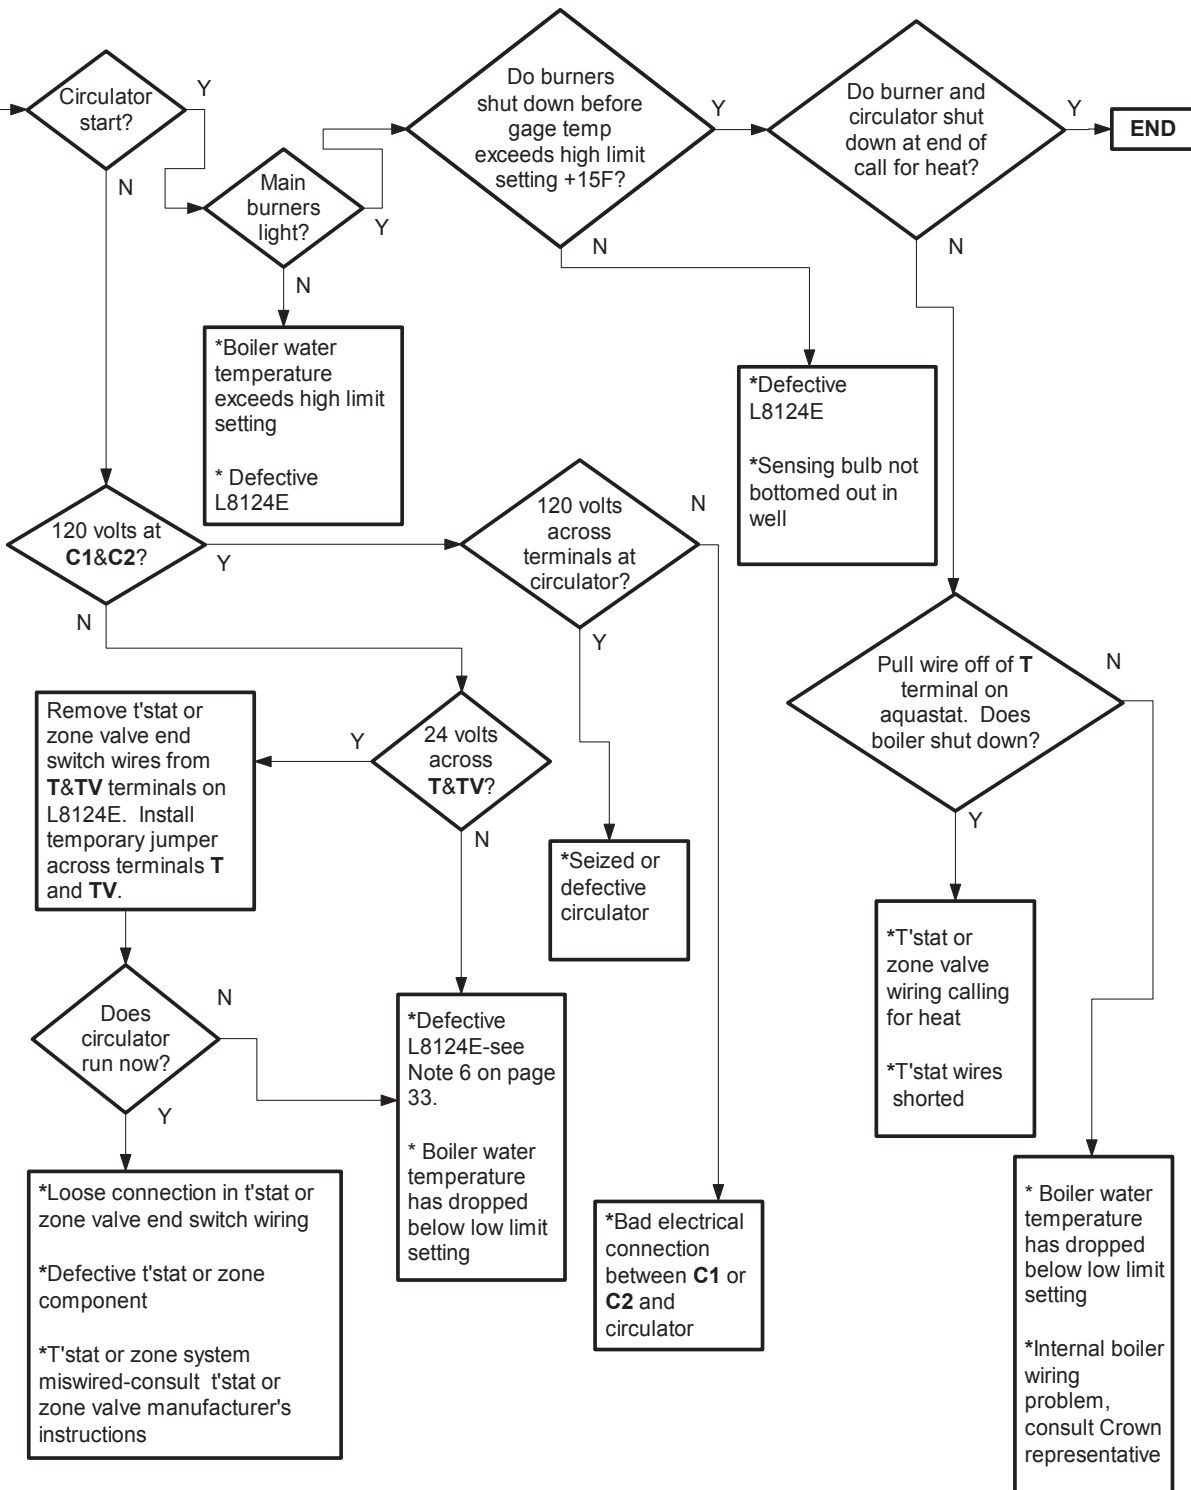 Circulator
start?
Y
N
Main
burners
light?
Y
N
Do burners
shut down before
gage temp
exceeds high limit
setting +15F?
Y
N
Do burner and
circulator shut
down at end of
call for heat?
Y
N
END
*Boiler water
temperature
exceeds high limit
setting
* Defective
L8124E
*Defective
L8124E
*Sensing bulb not
bottomed out in
well
120 volts at
C1&C2?
Y
N
120 volts
across
terminals at
circulator?
N
Y
Pull wire off of T
terminal on
aquastat. Does
boiler shut down?
N
Y
Remove t'stat or
zone valve end
switch wires from
T&TV terminals on
L8124E. Install
temporary jumper
across terminals T
and TV.
24 volts
across
T&TV?
Y
N
*Seized or
defective
circulator
*T'stat or
zone valve
wiring calling
for heat
*T'stat wires
shorted
Does
circulator
run now?
N
Y
*Defective
L8124E-see
Note 6 on page
33.
* Boiler water
temperature
has dropped
below low limit
setting
*Loose connection in t'stat or
zone valve end switch wiring
*Defective t'stat or zone
component
*T'stat or zone system
miswired-consult t'stat or
zone valve manufacturer's
instructions
*Bad electrical
connection
between C1 or
C2 and
circulator
* Boiler water
temperature
has dropped
below low limit
setting
*Internal boiler
wiring
problem,
consult Crown
representative